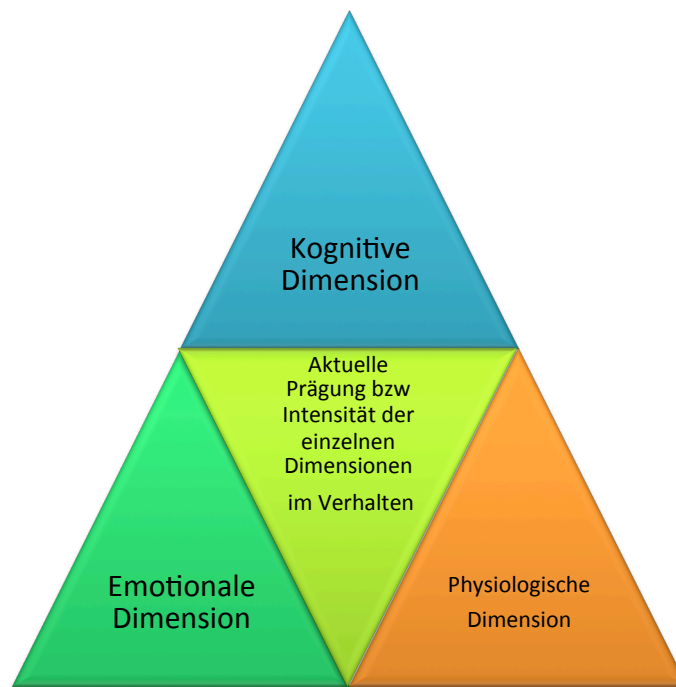 Kognitive
Dimension
Aktuelle
Prägung bzw
Intensität der
einzelnen
Dimensionen
im Verhalten
Emotionale
Dimension
Physiologische
Dimension